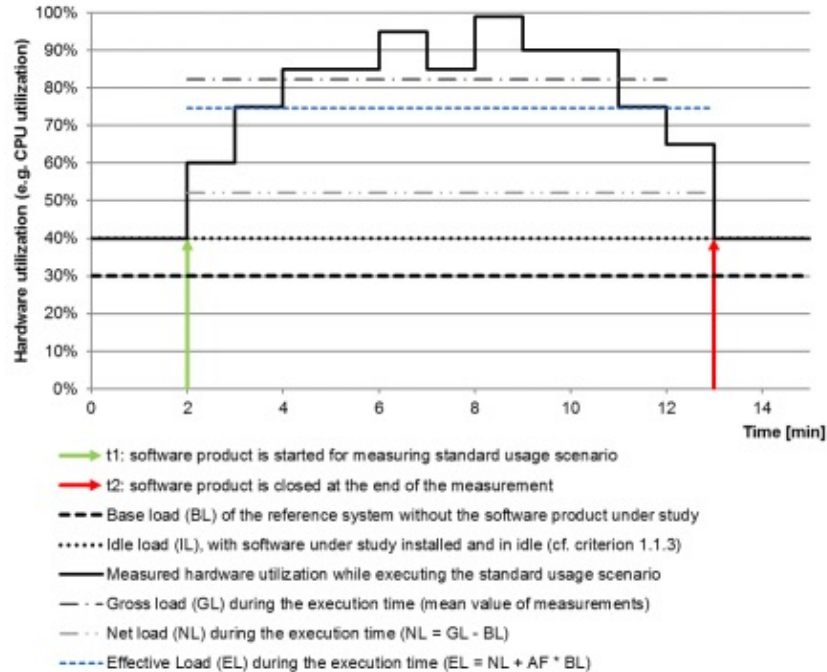 Hardware utilization (e.g. CPU utilization)
100%
90%
80%
70%
60%
50%
40%
30%
20%
10%
0%
0 2 4 6 8 10 12 14
Time [min]
t1: software product is started for measuring standard usage scenario
t2: software product is closed at the end of the measurement
Base load (BL) of the reference system without the software product under study
Idle load (IL), with software under study installed and in idle (cf. criterion 1.1.3)
Measured hardware utilization while executing the standard usage scenario
Gross load (GL) during the execution time (mean value of measurements)
Net load (NL) during the execution time (NL = GL - BL)
Effective Load (EL) during the execution time (EL = NL + AF * BL)